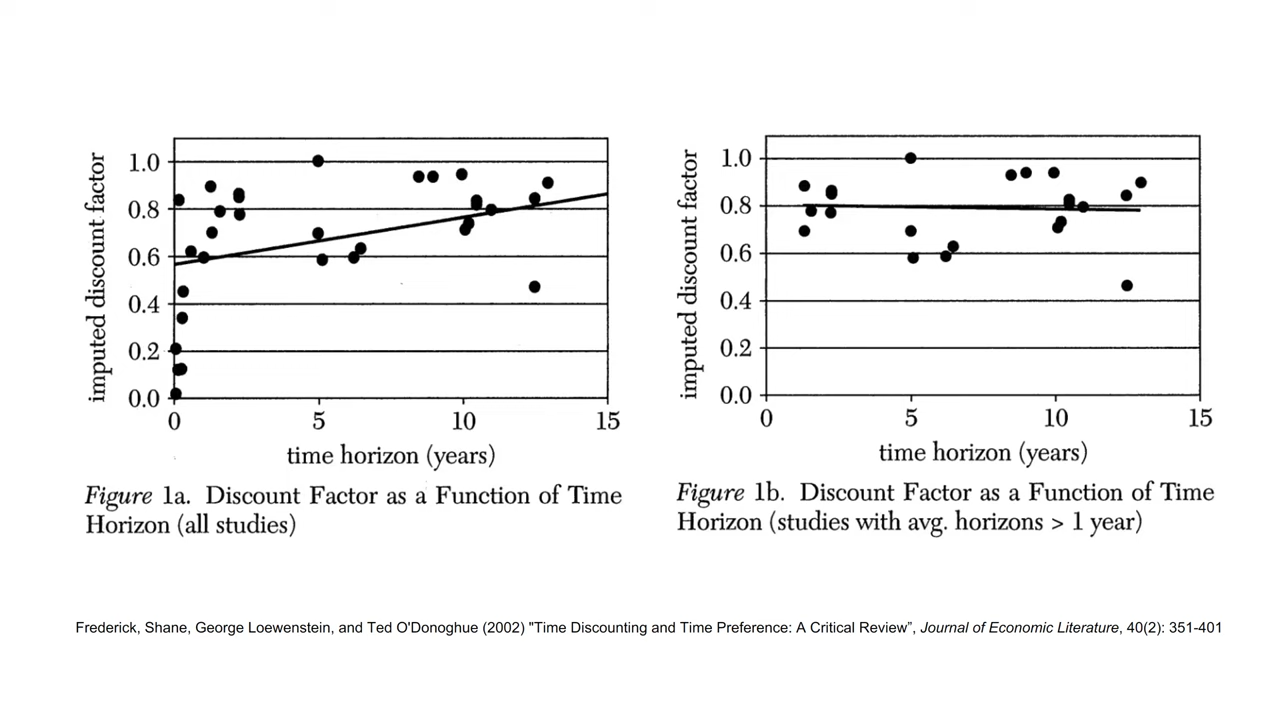 imputed discount factor
1.0
0.8
0.6
0.4
0.2
0.0
0 5 10 15
time horizon (years)
Figure 1a. Discount Factor as a Function of Time
Horizon (all studies)
imputed discount factor
1.0
0.8
0.6
0.4
0.2
0.0
0 5 10 15
time horizon (years)
Figure 1b. Discount Factor as a Function of Time
Horizon (studies with avg. horizons > 1 year)
Frederick, Shane, George Loewenstein, and Ted O'Donoghue (2002) "Time Discounting and Time Preference: A Critical Review”, Journal of Economic Literature, 40(2): 351-401